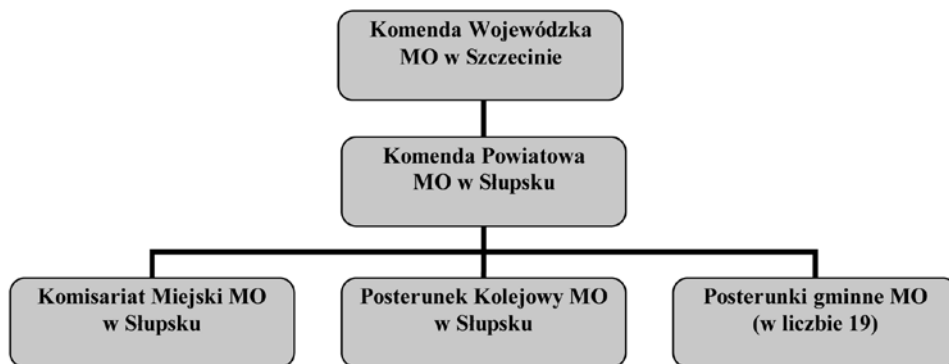 Komenda Wojewódzka
MO w Szczecinie
Komenda Powiatowa
MO w Słupsku
Komisariat Miejski MO
w Słupsku
Posterunek Kolejowy MO
w Słupsku
Posterunki gminne MO
(w liczbie 19)